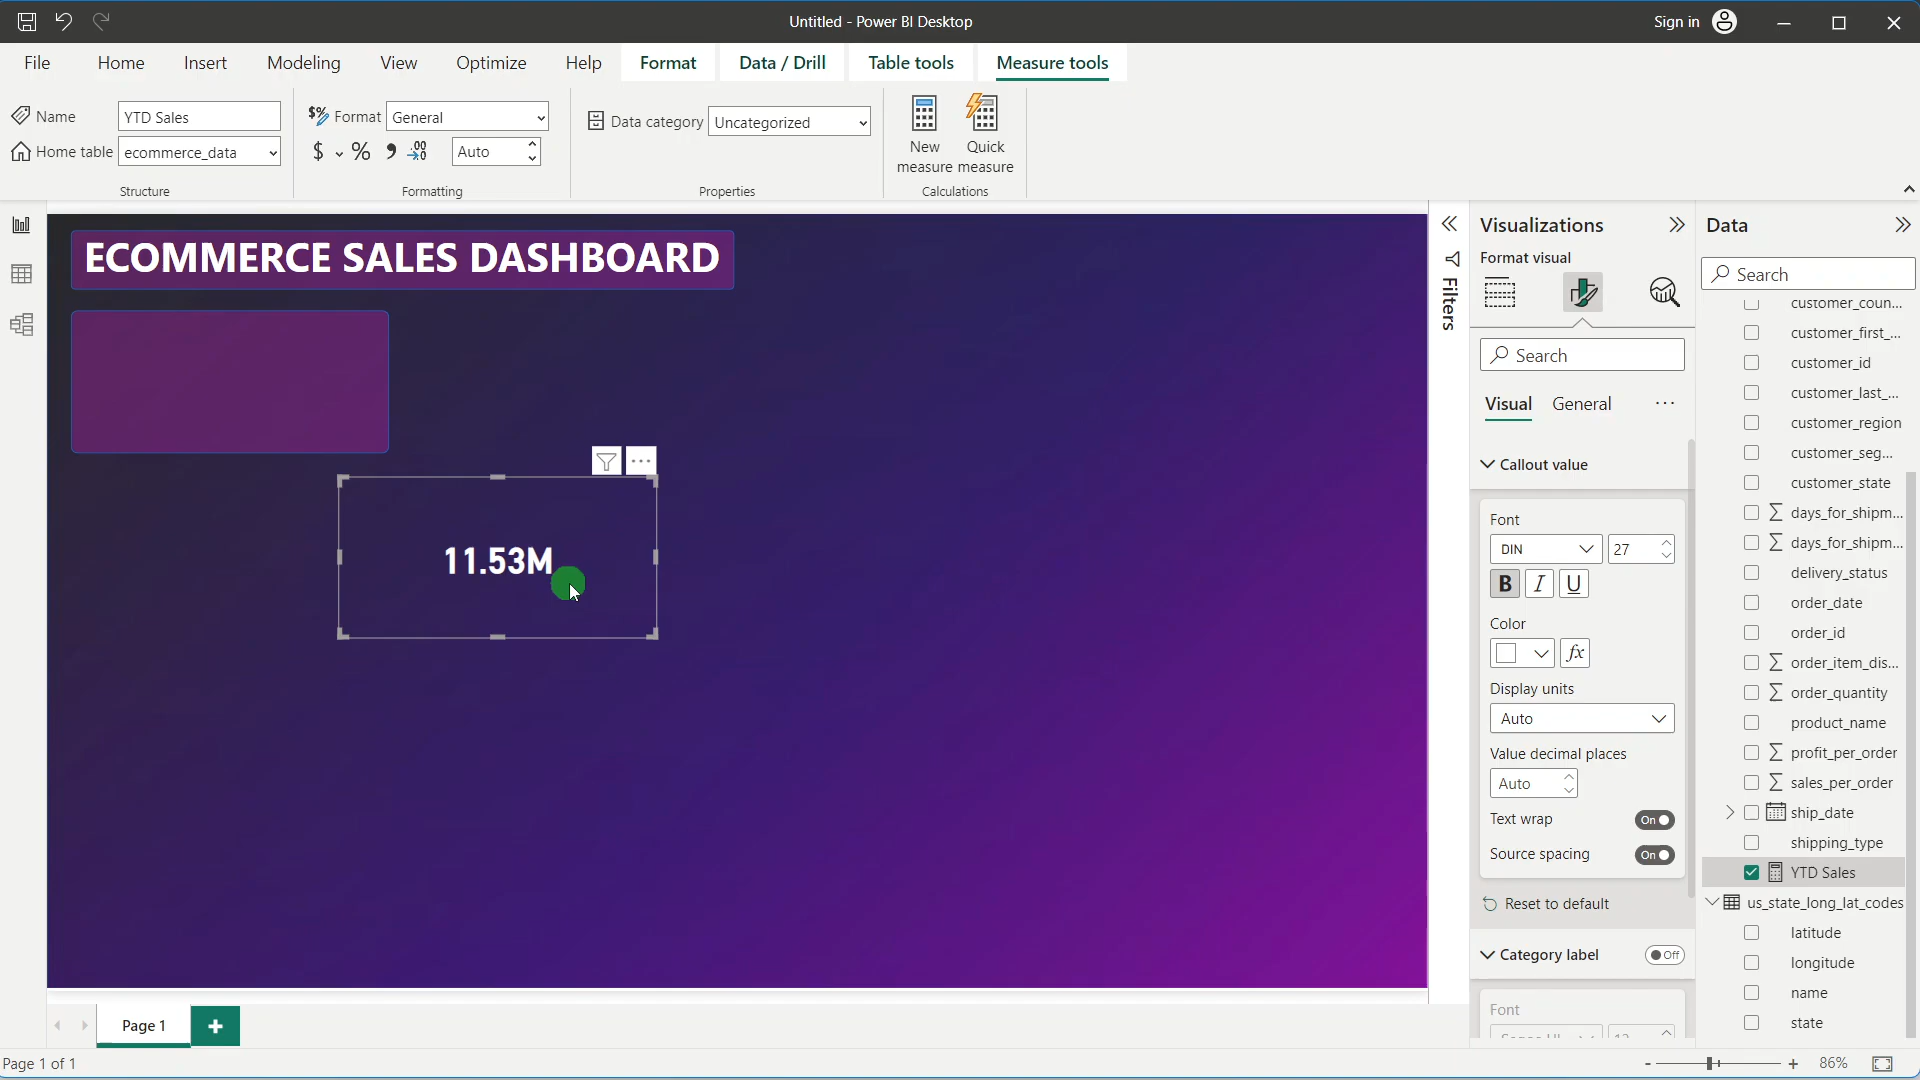 Untitled - Power BI Desktop
Sign in
File Home Insert Modeling View Optimize Help Format Data / Drill Table tools Measure tools
Name YTD Sales
Home table ecommerce_data
Structure
$% Format General
$ % , .00 Auto
Formatting
Data category Uncategorized
Properties
New measure
Quick measure
Calculations
ECOMMERCE SALES DASHBOARD
11.53M
Filters
Visualizations
Format visual
Search
Visual General ...
Callout value
Font
DIN 27
B I U
Color
fx
Display units
Auto
Value decimal places
Auto
Text wrap On
Source spacing On
Reset to default
Category label Off
Font
Data
Search
customer_coun...
customer_first_...
customer_id
customer_last_...
customer_region
customer_seg...
customer_state
days_for_shipm...
days_for_shipm...
delivery_status
order_date
order_id
order_item_dis...
order_quantity
product_name
profit_per_order
sales_per_order
ship_date
shipping_type
YTD Sales
us_state_long_lat_codes
latitude
longitude
name
state
Page 1
Page 1 of 1
- + 86%